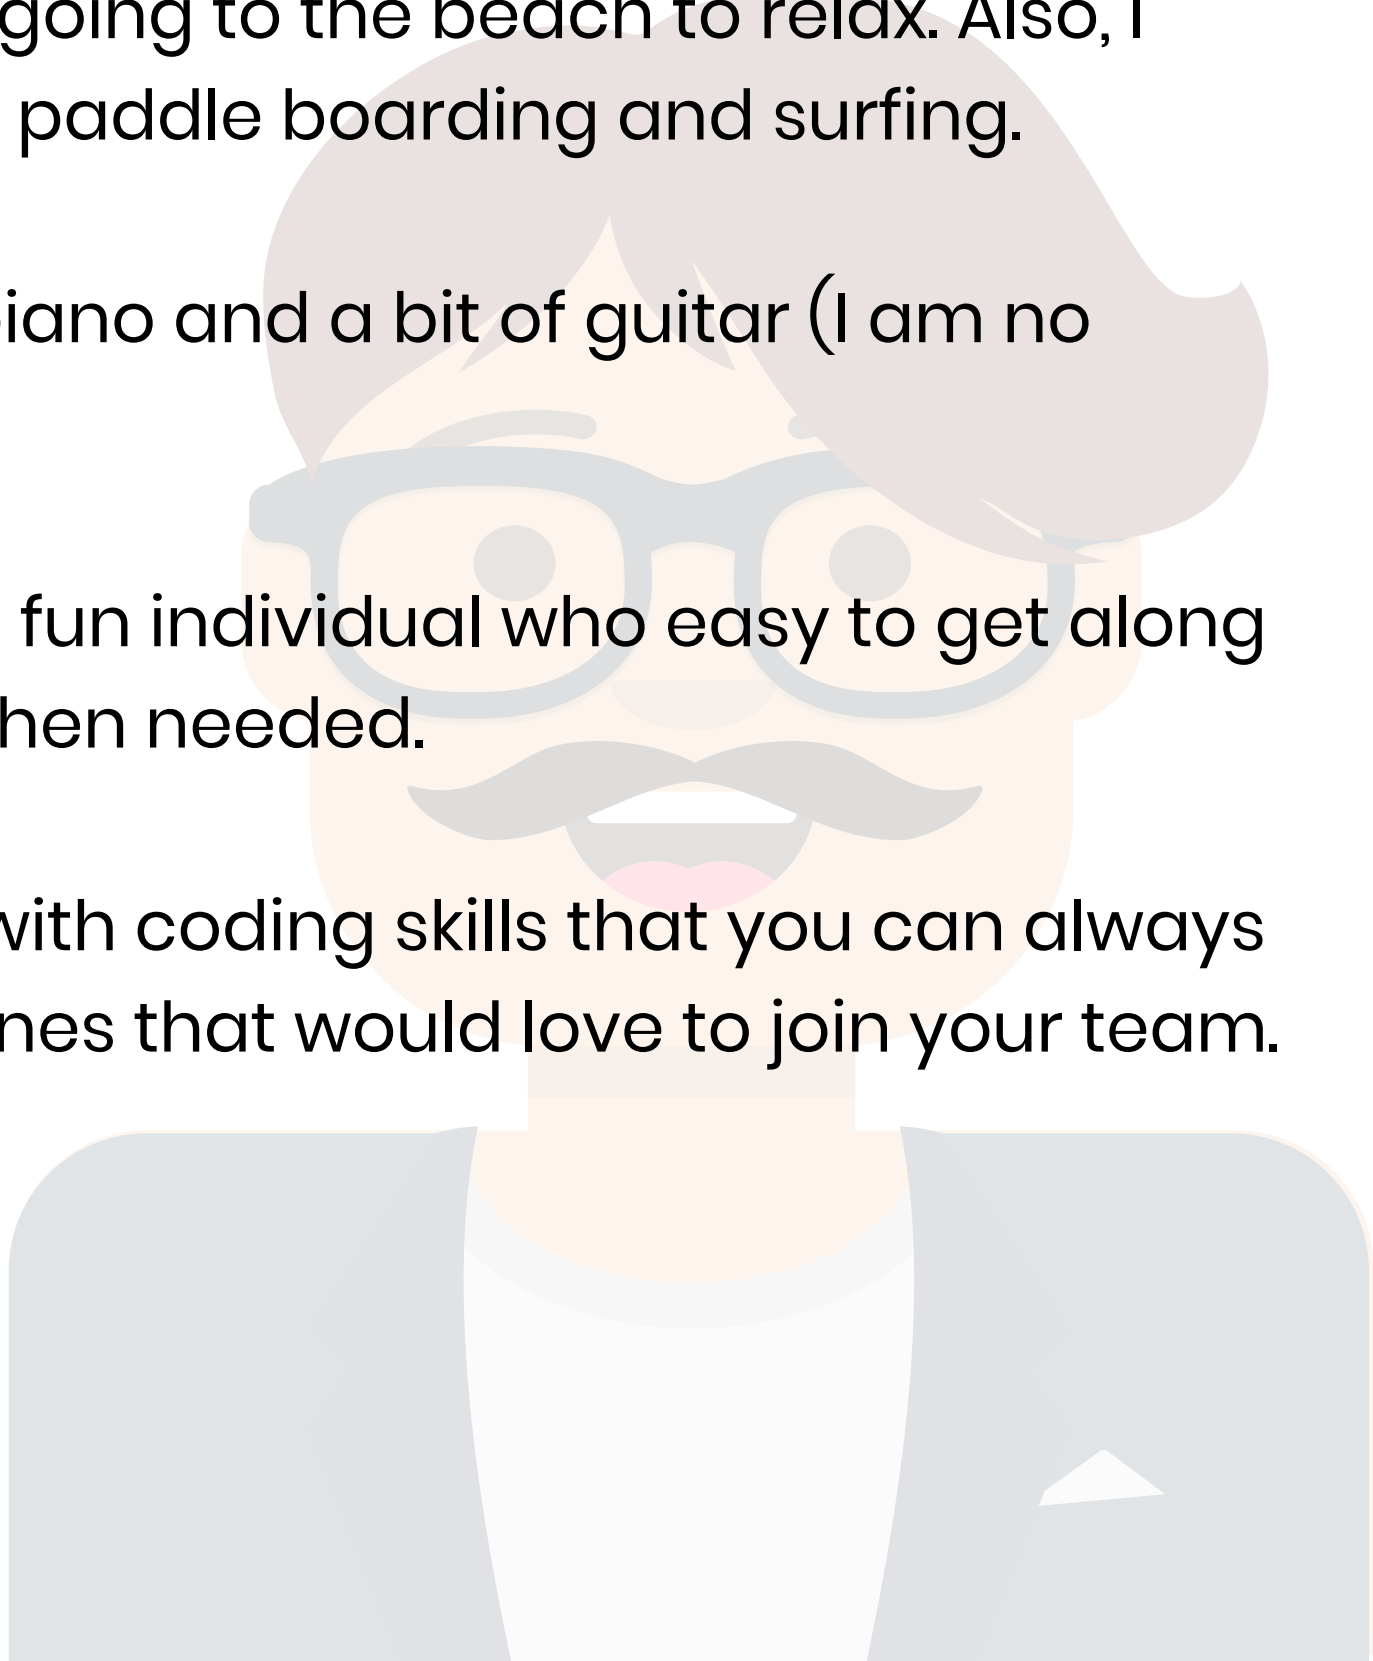 going to the beach to relax. Also, I
paddle boarding and surfing.
piano and a bit of guitar (I am no
fun individual who easy to get along
hen needed.
with coding skills that you can always
nes that would love to join your team.